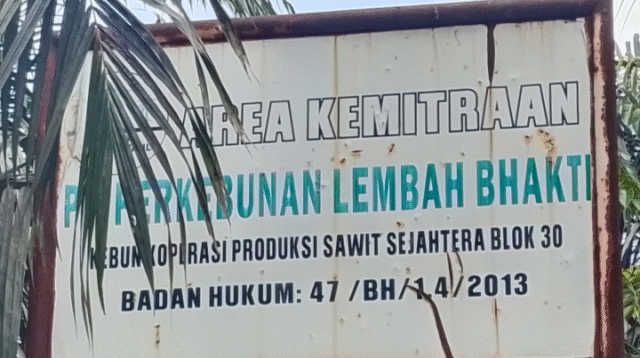 AREA KEMITRAAN
PT PERKEBUNAN LEMBAH BHAKTI
KEBUN KOPERASI PRODUKSI SAWIT SEJAHTERA BLOK 30
BADAN HUKUM: 47 /BH/1.4/2013